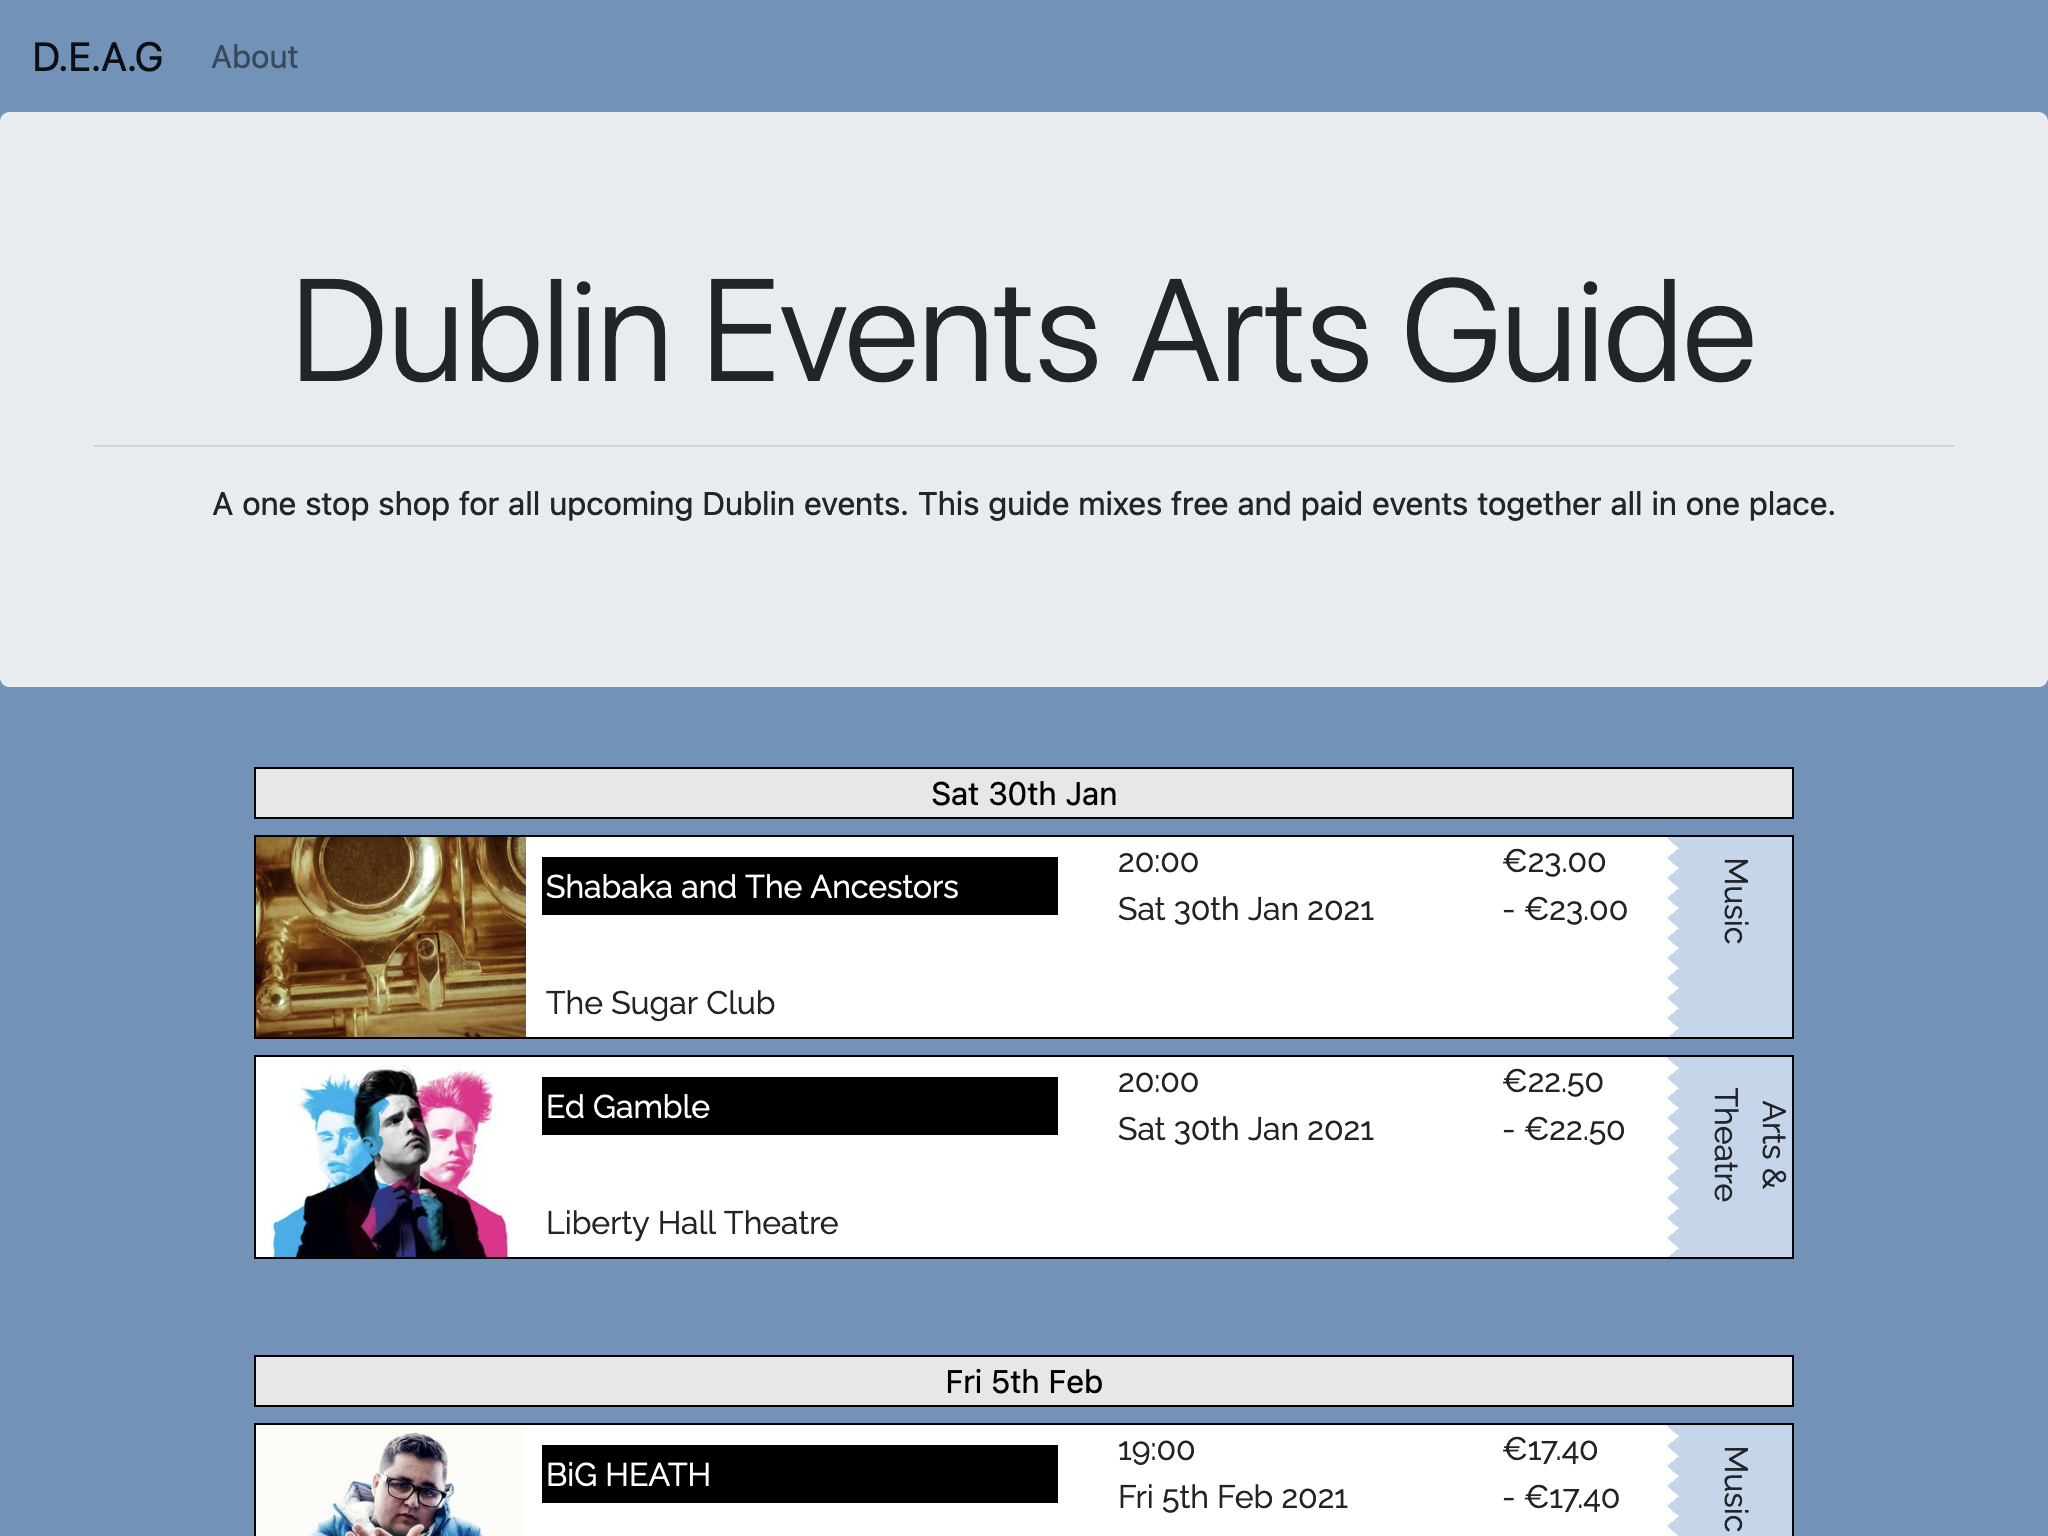 D.E.A.G About
Dublin Events Arts Guide
A one stop shop for all upcoming Dublin events. This guide mixes free and paid events together all in one place.
Sat 30th Jan
Shabaka and The Ancestors
The Sugar Club
20:00
Sat 30th Jan 2021
€23.00
- €23.00
Music
Ed Gamble
Liberty Hall Theatre
20:00
Sat 30th Jan 2021
€22.50
- €22.50
Arts &
Theatre
Fri 5th Feb
BiG HEATH
19:00
Fri 5th Feb 2021
€17.40
- €17.40
Music